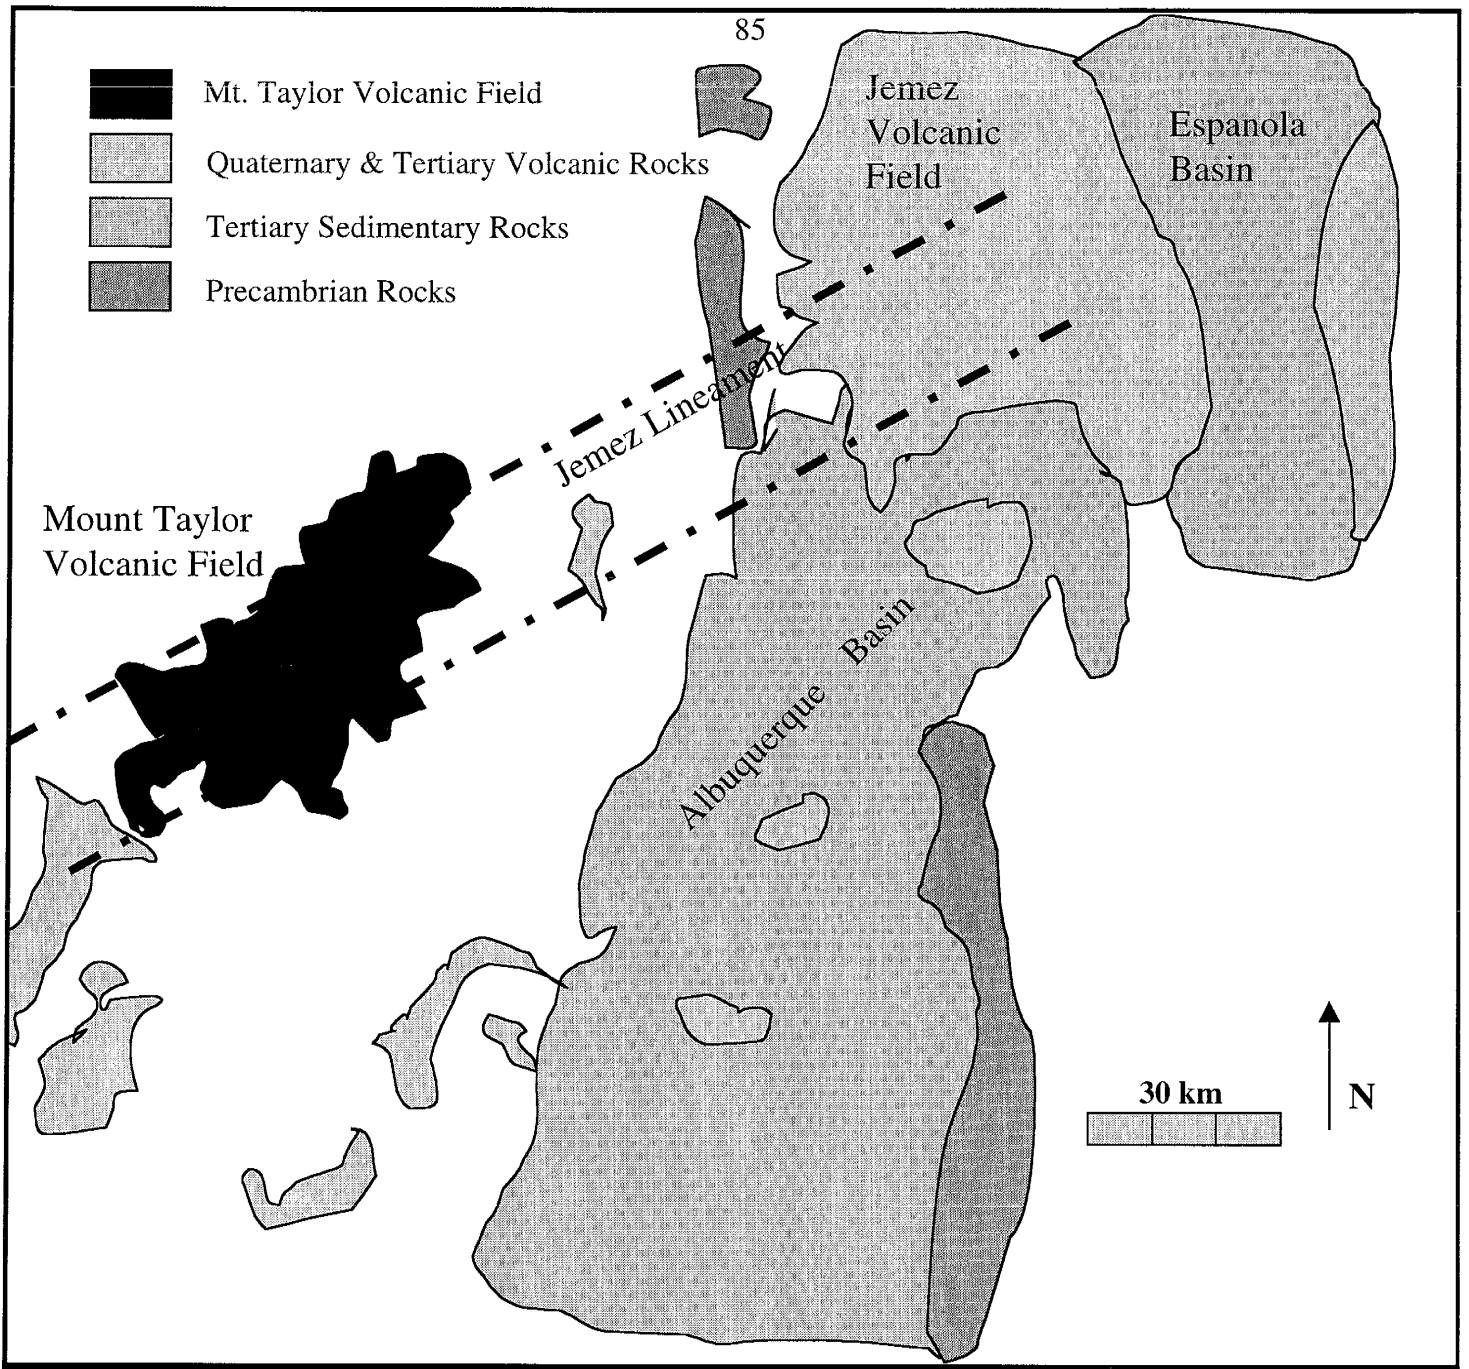 85
Mt. Taylor Volcanic Field
Quaternary & Tertiary Volcanic Rocks
Tertiary Sedimentary Rocks
Precambrian Rocks
Jemez
Volcanic
Field
Espanola
Basin
Jemez Lineament
Mount Taylor
Volcanic Field
Albuquerque Basin
30 km
N